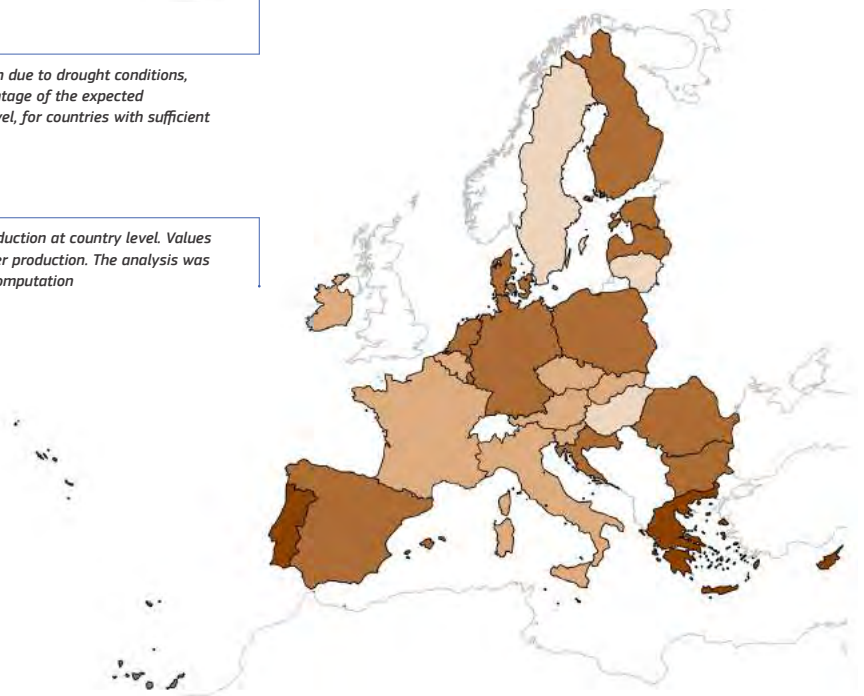 n due to drought conditions,
ntage of the expected
vel, for countries with sufficient
duction at country level. Values
er production. The analysis was
omputation